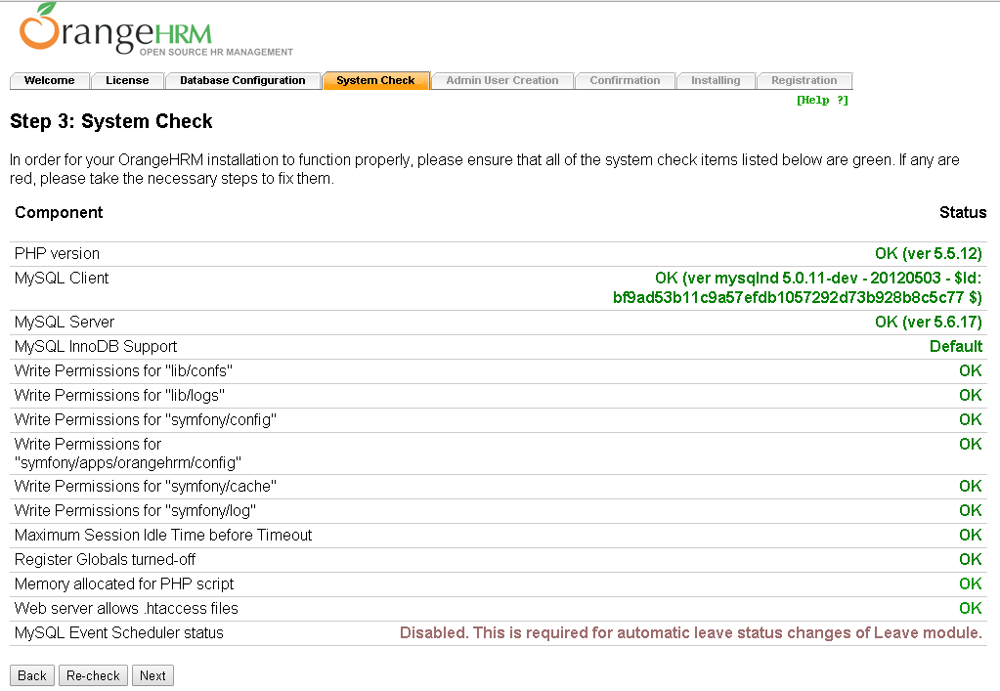 OrangeHRM
OPEN SOURCE HR MANAGEMENT
Welcome License Database Configuration System Check Admin User Creation Confirmation Installing Registration
[Help ?]
Step 3: System Check
In order for your OrangeHRM installation to function properly, please ensure that all of the system check items listed below are green. If any are
red, please take the necessary steps to fix them.
Component Status
PHP version OK (ver 5.5.12)
MySQL Client OK (ver mysqlnd 5.0.11-dev - 20120503 - $Id:
bf9ad53b11c9a57efdb1057292d73b928b8c5c77 $)
MySQL Server OK (ver 5.6.17)
MySQL InnoDB Support Default
Write Permissions for "lib/confs" OK
Write Permissions for "lib/logs" OK
Write Permissions for "symfony/config" OK
Write Permissions for OK
"symfony/apps/orangehrm/config"
Write Permissions for "symfony/cache" OK
Write Permissions for "symfony/log" OK
Maximum Session Idle Time before Timeout OK
Register Globals turned-off OK
Memory allocated for PHP script OK
Web server allows .htaccess files OK
MySQL Event Scheduler status Disabled. This is required for automatic leave status changes of Leave module.
Back Re-check Next